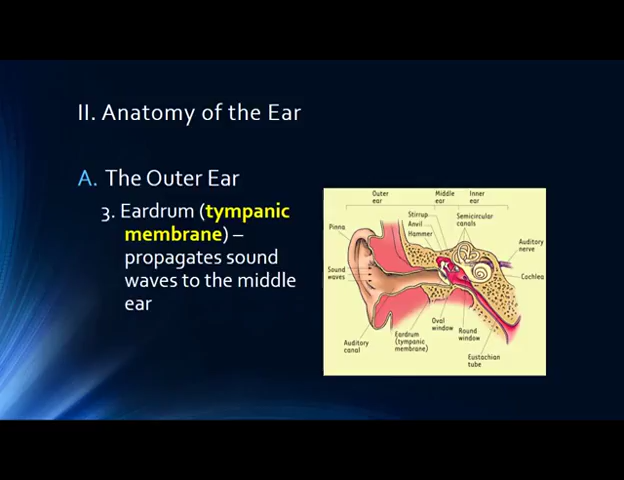 II. Anatomy of the Ear
A. The Outer Ear
3. Eardrum (tympanic
membrane) –
propagates sound
waves to the middle
ear
Outer
ear
Middle
ear
Inner
ear
Stirrup
Anvil
Hammer
Semicircular
canals
Pinna
Auditory
nerve
Sound
waves
Cochlea
Oval
window
Round
window
Eardrum
(tympanic
membrane)
Auditory
canal
Eustachian
tube